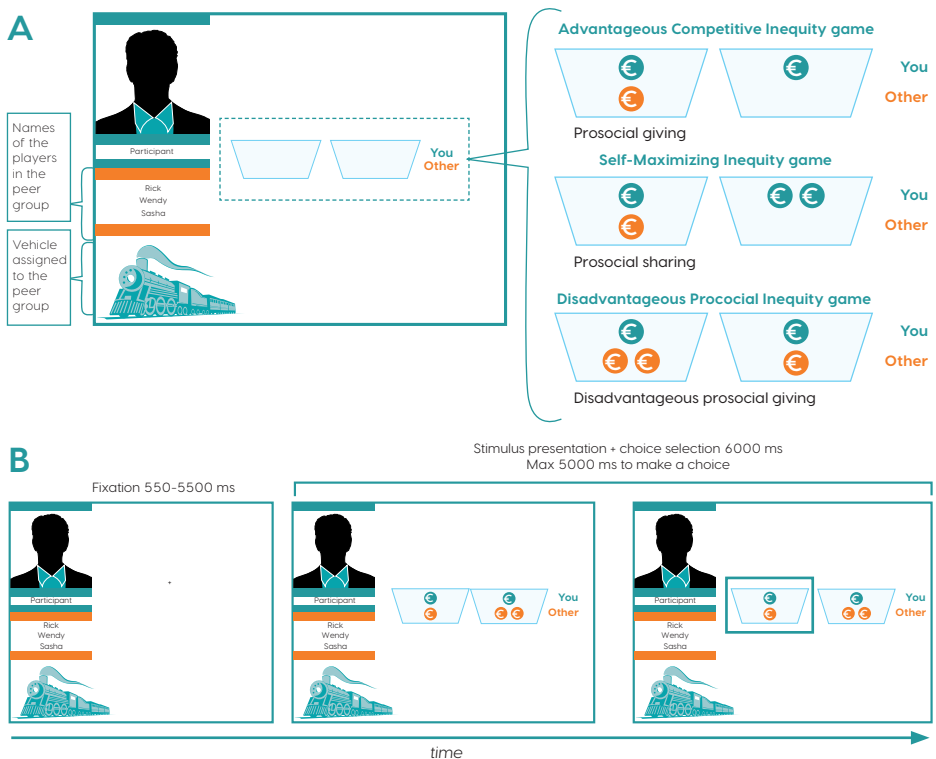 A
Names
of the
players
in the
peer
group
Vehicle
assigned
to the
peer
group
Participant
Rick
Wendy
Sasha
You
Other
Advantageous Competitive Inequity game
€ €
€
You
Other
Prosocial giving
Self-Maximizing Inequity game
€ € €
€
You
Other
Prosocial sharing
Disadvantageous Prococial Inequity game
€ €
€ € €
You
Other
Disadvantageous prosocial giving
B
Stimulus presentation + choice selection 6000 ms
Max 5000 ms to make a choice
Fixation 550-5500 ms
Participant
Rick
Wendy
Sasha
+
Participant
Rick
Wendy
Sasha
€ € You
€ € € Other
Participant
Rick
Wendy
Sasha
€ € You
€ € € Other
time